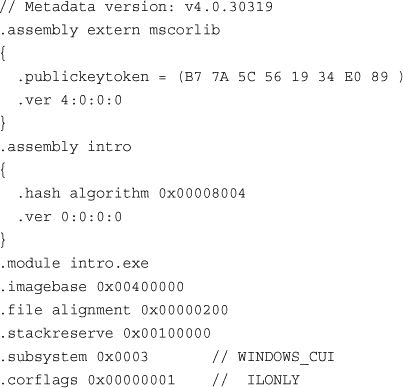 // Metadata version: v4.0.30319
.assembly extern mscorlib
{
  .publickeytoken = (B7 7A 5C 56 19 34 E0 89 )
  .ver 4:0:0:0
}
.assembly intro
{
  .hash algorithm 0x00008004
  .ver 0:0:0:0
}
.module intro.exe
.imagebase 0x00400000
.file alignment 0x00000200
.stackreserve 0x00100000
.subsystem 0x0003       // WINDOWS_CUI
.corflags 0x00000001    //  ILONLY